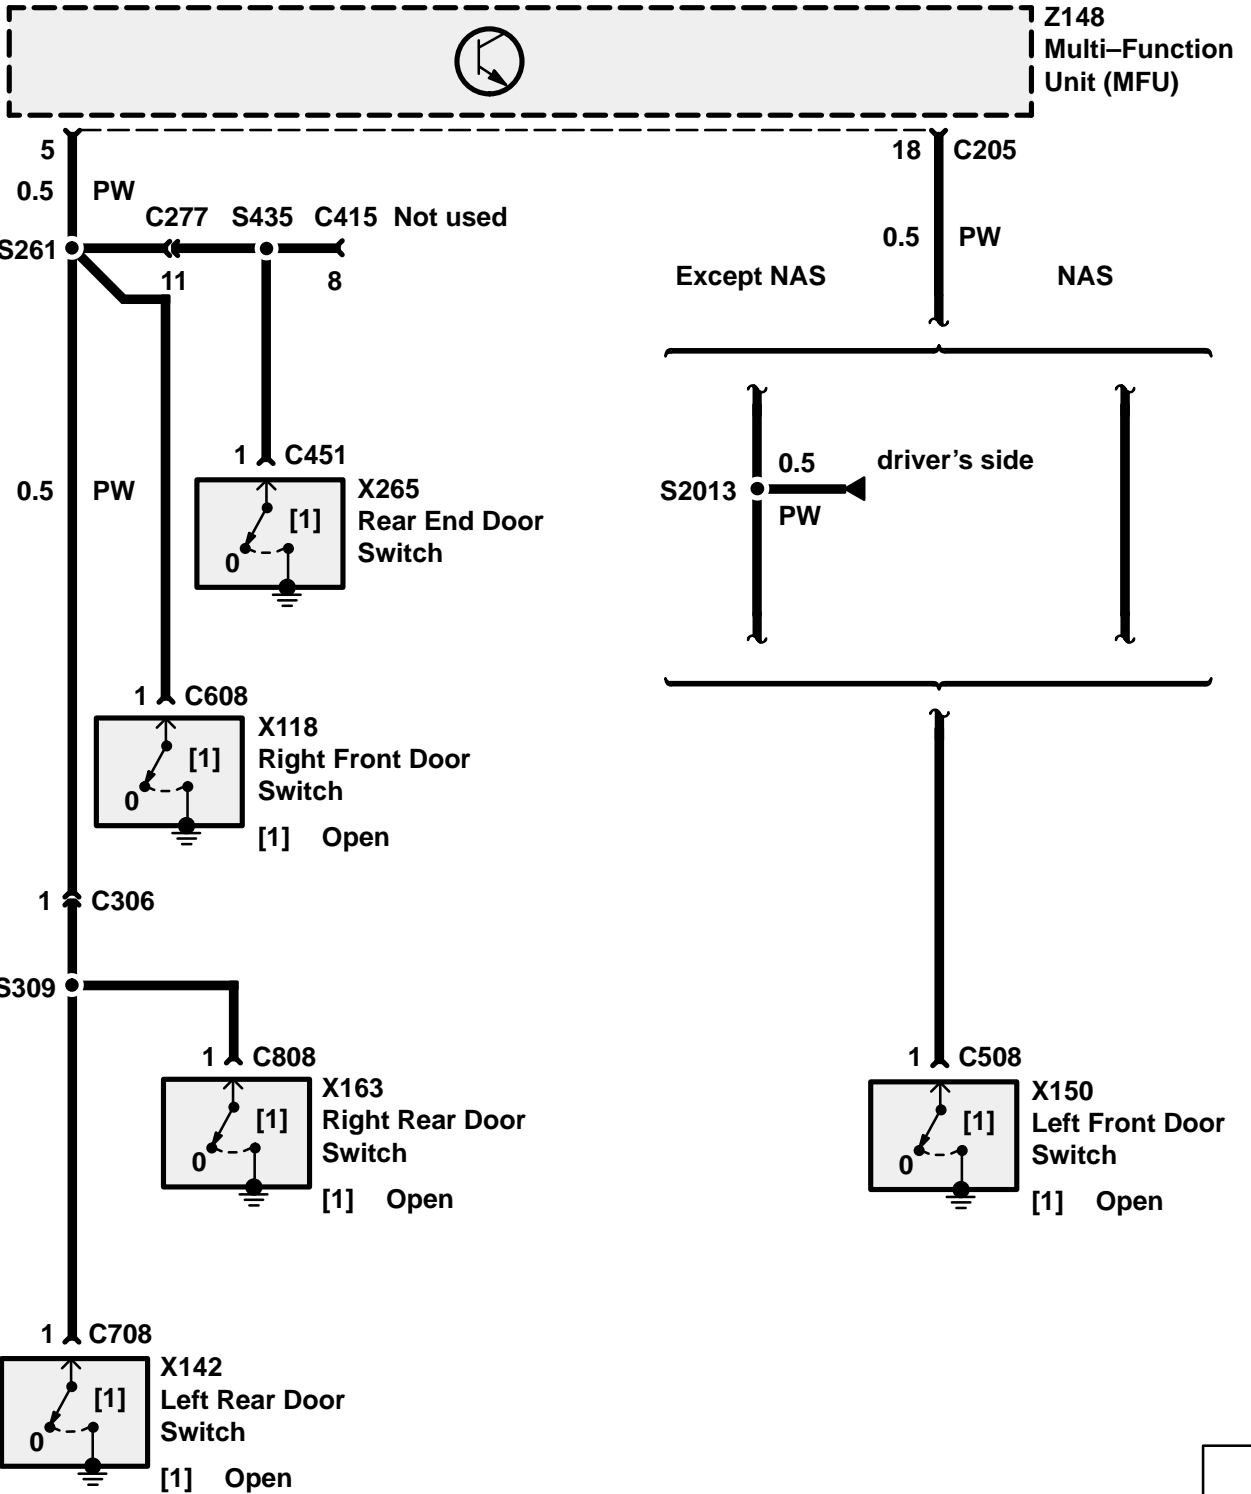 Z148
Multi–Function
Unit (MFU)
5
18 C205
0.5 PW
C277 S435 C415 Not used
0.5 PW
S261
11 8
Except NAS NAS
1 C451
driver’s side
0.5
X265
Rear End Door
Switch
[1]
0
0.5 PW
S2013
PW
1 C608
X118
Right Front Door
Switch
[1]
0
[1] Open
1 C306
S309
1 C808
X163
Right Rear Door
Switch
[1]
0
[1] Open
1 C508
X150
Left Front Door
Switch
[1]
0
[1] Open
1 C708
X142
Left Rear Door
Switch
[1]
0
[1] Open